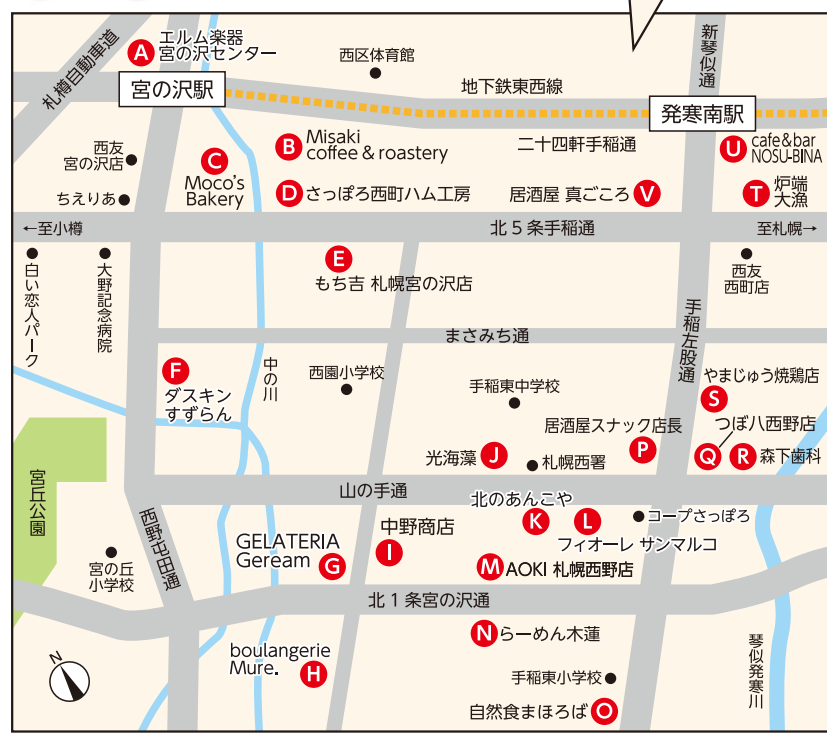 A
エルム楽器
宮の沢センター
西区体育館
新琴似通
札樽自動車道
宮の沢駅
地下鉄東西線
発寒南駅
西友
宮の沢店
C
Moco's
Bakery
B
Misaki
coffee & roastery
二十四軒手稲通
U
cafe&bar
NOSU-BINA
ちえりあ
D
さっぽろ西町ハム工房
居酒屋 真ごころ
V
T
炉端
大漁
←至小樽
北5条手稲通
至札幌→
白い恋人パーク
大野記念病院
E
もち吉 札幌宮の沢店
西友
西町店
手稲左股通
まさみち通
F
ダスキン
すずらん
中の川
西園小学校
手稲東中学校
やまじゅう焼鶏店
S
居酒屋スナック店長
P
つぼ八西野店
Q
R
森下歯科
光海藻
J
札幌西署
宮丘公園
山の手通
北のあんこや
K
L
フィオーレ サンマルコ
コープさっぽろ
西野屯田通
宮の丘
小学校
GELATERIA
Geream
G
中野商店
I
M
AOKI 札幌西野店
北1条宮の沢通
N
らーめん木蓮
boulangerie
Mure.
H
手稲東小学校
自然食まほろば
O
琴似発寒川
N